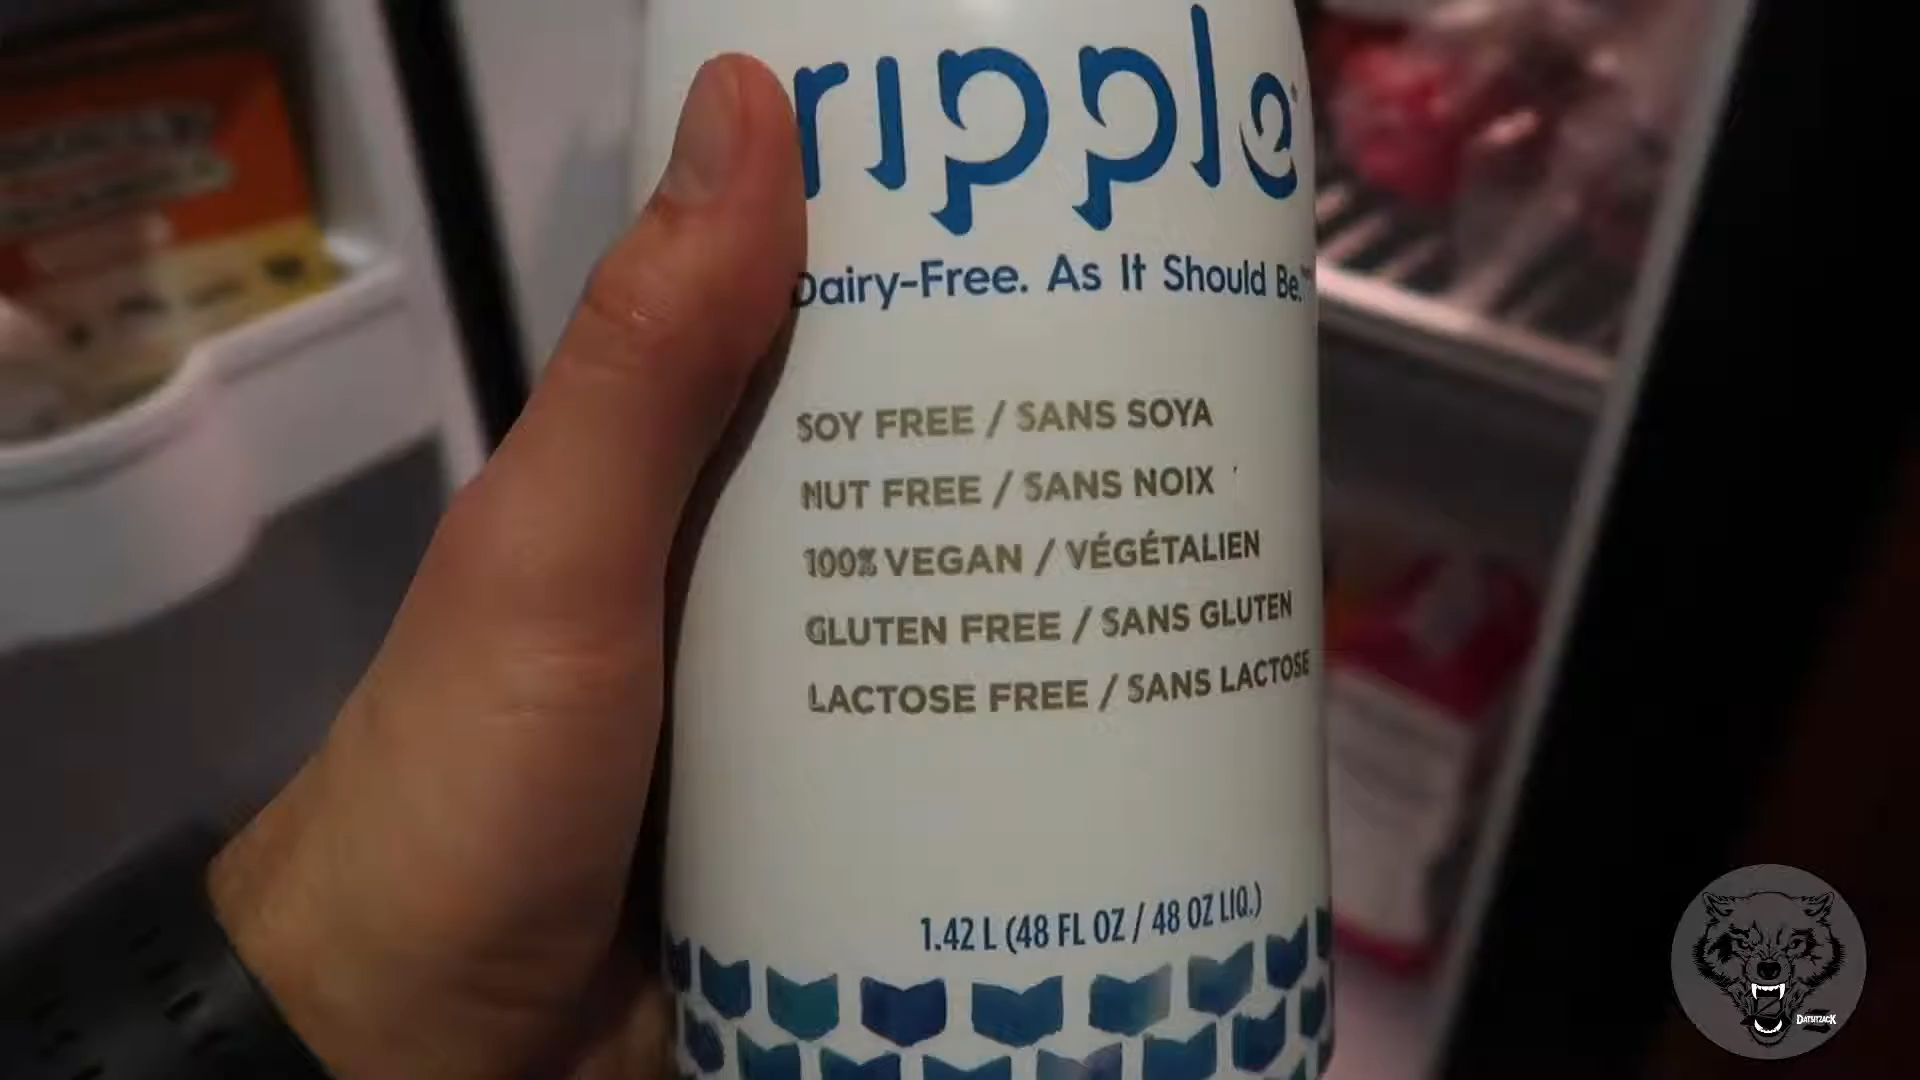 ripple
Dairy-Free. As It Should Be.™
SOY FREE / SANS SOYA
NUT FREE / SANS NOIX
100% VEGAN / VÉGÉTALIEN
GLUTEN FREE / SANS GLUTEN
LACTOSE FREE / SANS LACTOSE
1.42 L (48 FL OZ / 48 OZ LIQ.)